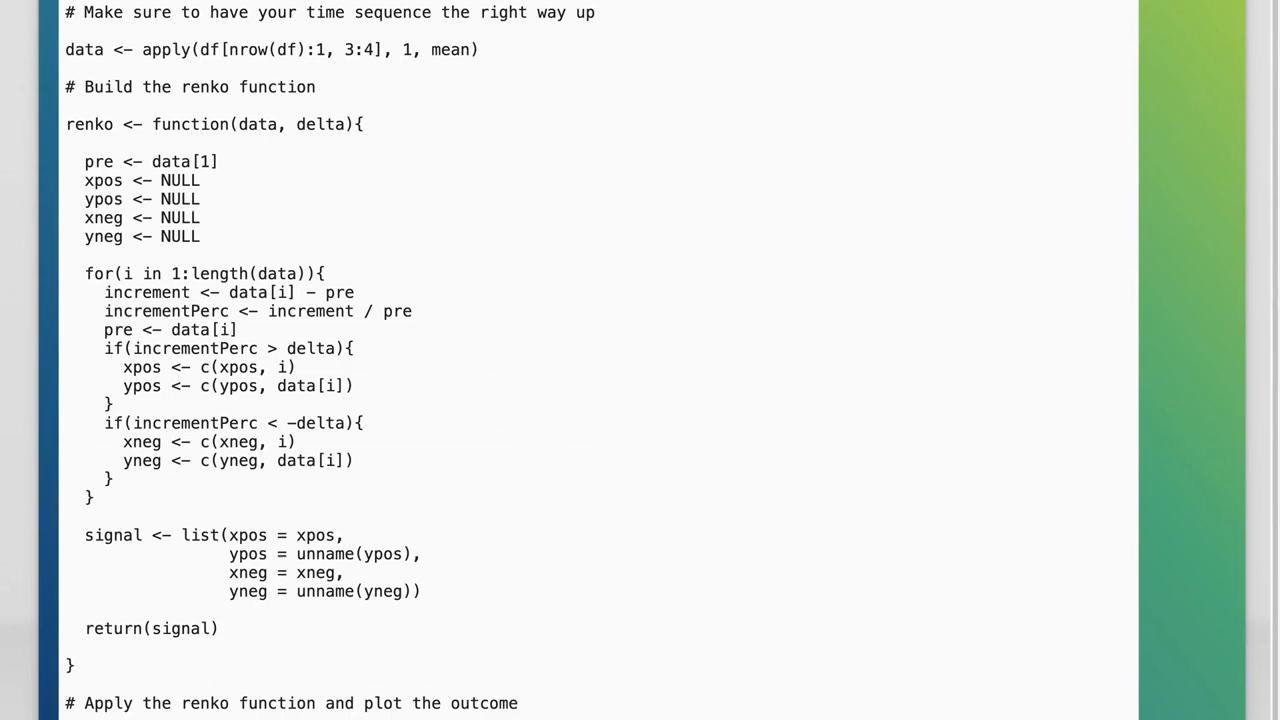 # Make sure to have your time sequence the right way up
data <- apply(df[nrow(df):1, 3:4], 1, mean)
# Build the renko function
renko <- function(data, delta){
pre <- data[1]
xpos <- NULL
ypos <- NULL
xneg <- NULL
yneg <- NULL
for(i in 1:length(data)){
increment <- data[i] - pre
incrementPerc <- increment / pre
pre <- data[i]
if(incrementPerc > delta){
xpos <- c(xpos, i)
ypos <- c(ypos, data[i])
}
if(incrementPerc < -delta){
xneg <- c(xneg, i)
yneg <- c(yneg, data[i])
}
}
signal <- list(xpos = xpos,
ypos = unname(ypos),
xneg = xneg,
yneg = unname(yneg))
return(signal)
}
# Apply the renko function and plot the outcome